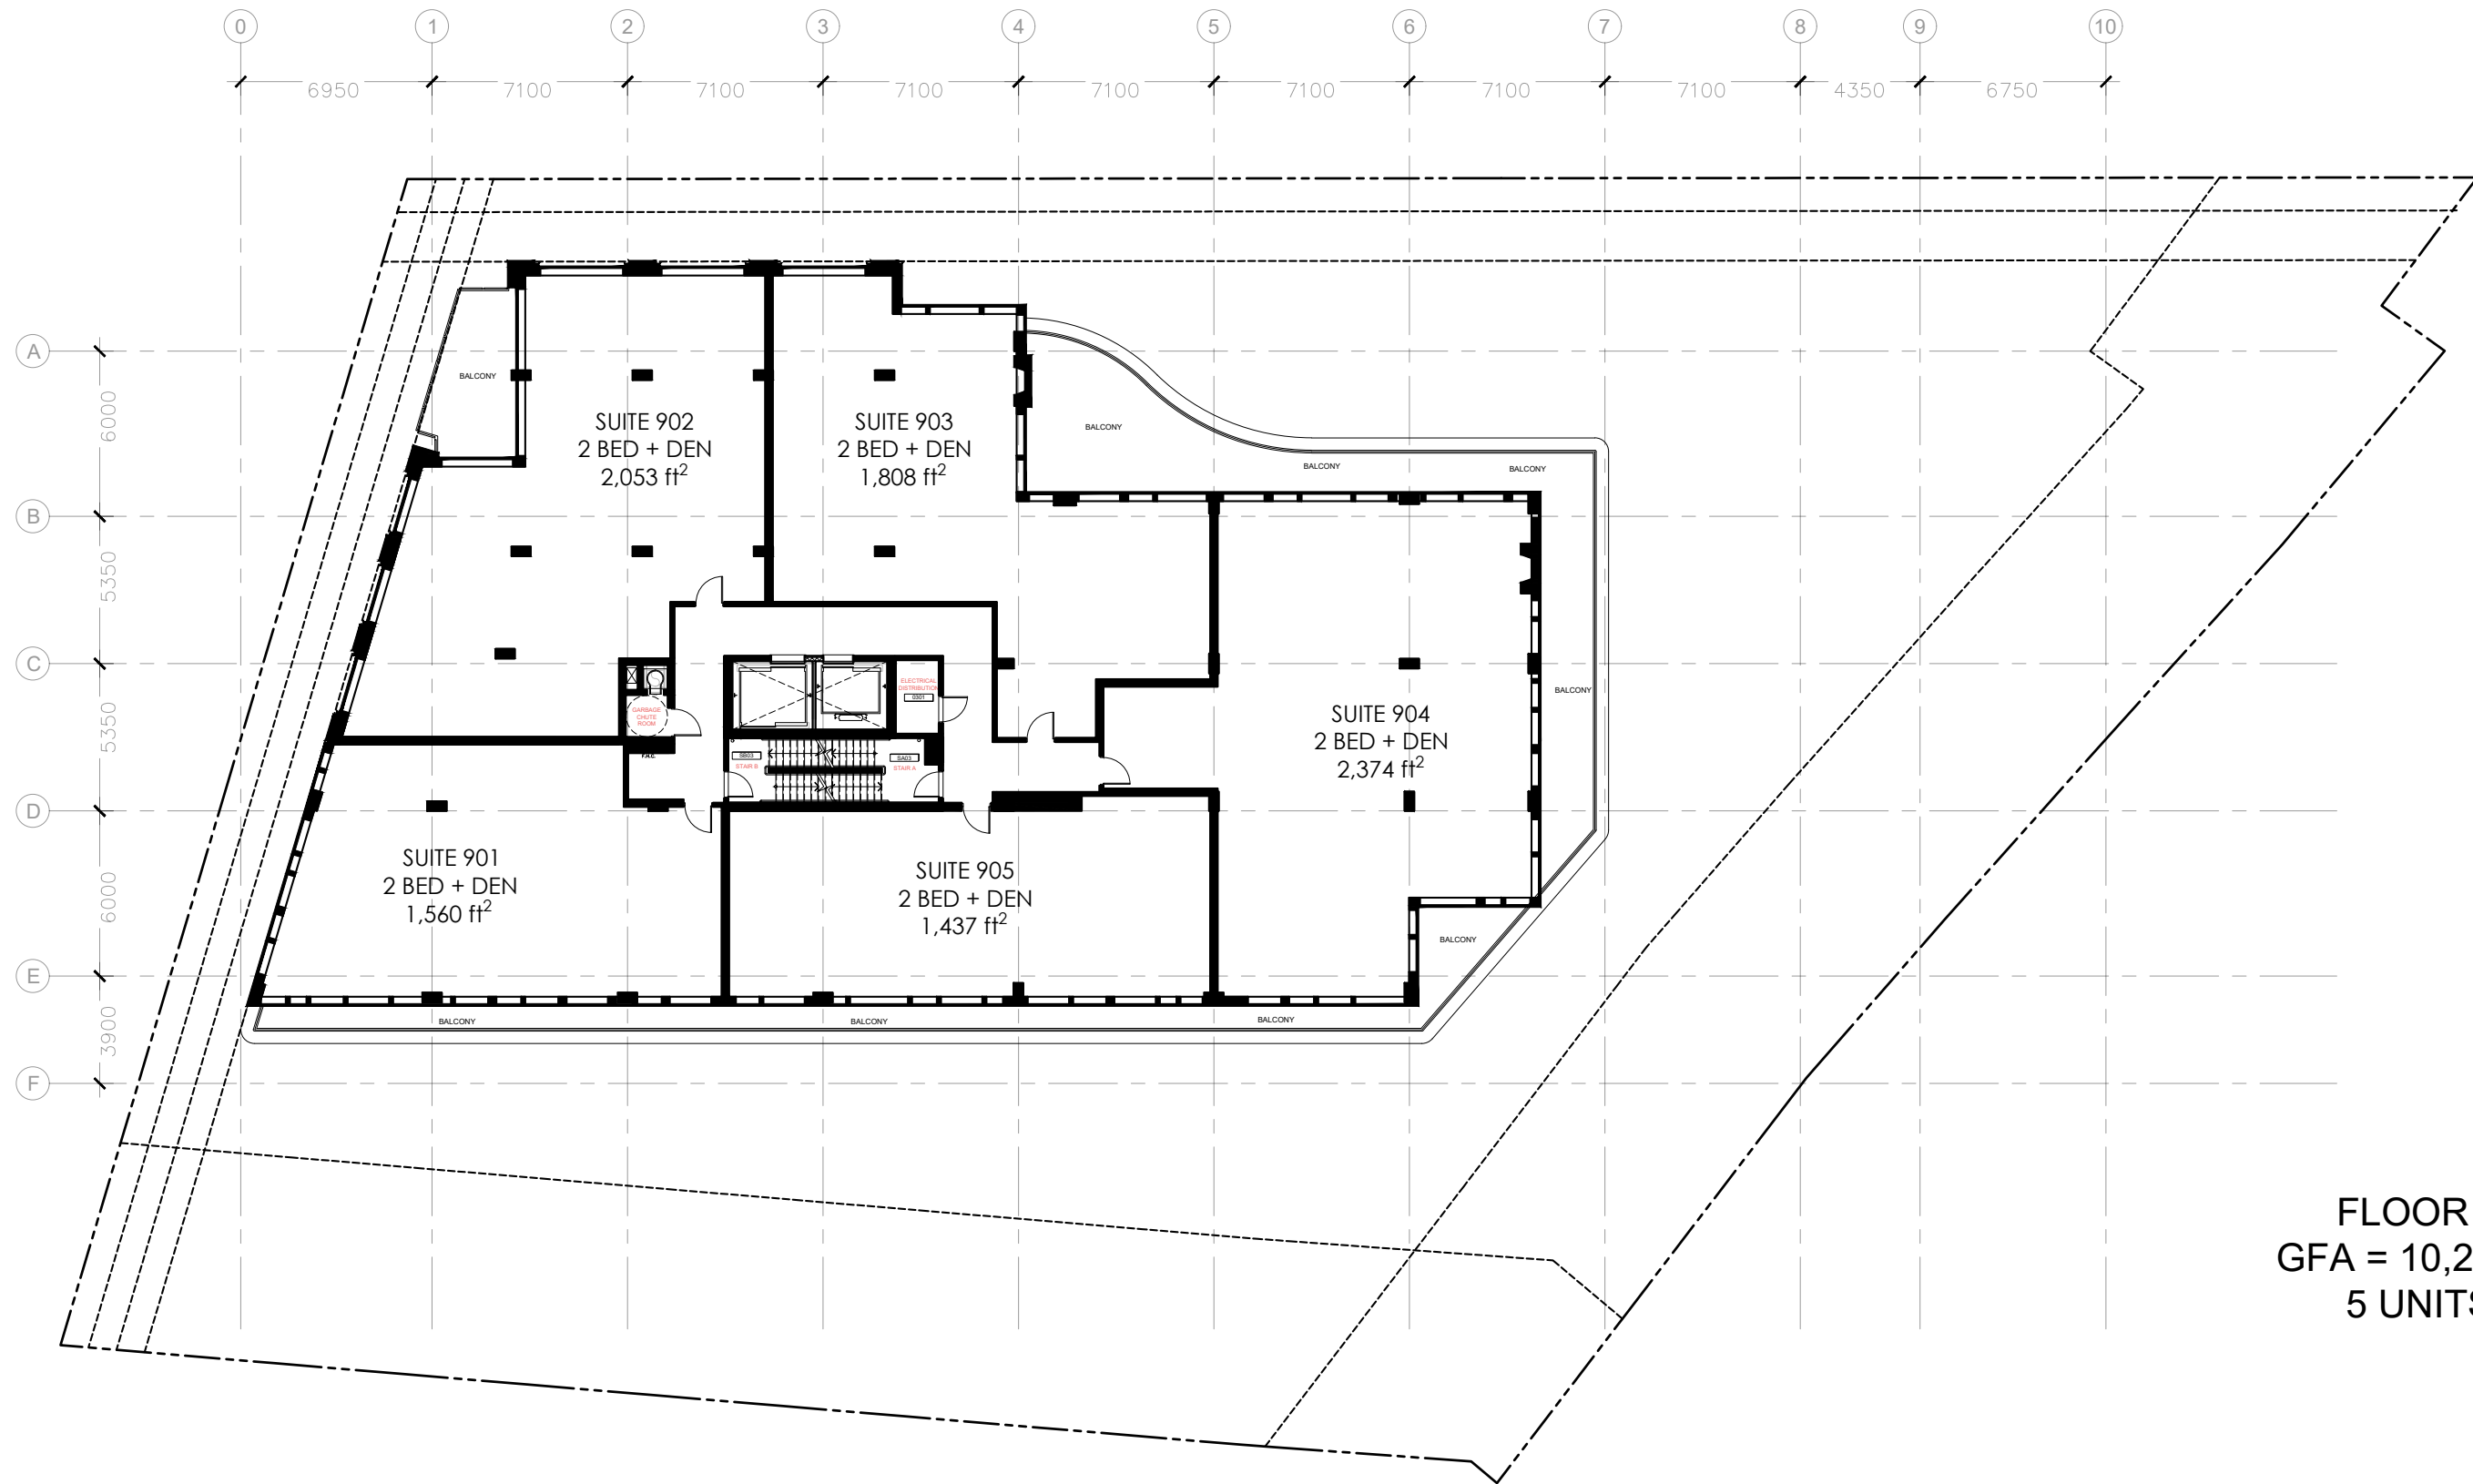 0 1 2 3 4 5 6 7 8 9 10
6950 7100 7100 7100 7100 7100 7100 7100 4350 6750
A
6000
B
5350
C
5350
D
6000
E
3900
F
BALCONY
SUITE 902
2 BED + DEN
2,053 ft²
SUITE 903
2 BED + DEN
1,808 ft²
BALCONY
BALCONY
BALCONY
ELECTRICAL
DISTRIBUTION
0301
GARBAGE
CHUTE
ROOM
F.H.C.
SB03
STAIR B
SA03
STAIR A
SUITE 904
2 BED + DEN
2,374 ft²
BALCONY
SUITE 901
2 BED + DEN
1,560 ft²
SUITE 905
2 BED + DEN
1,437 ft²
BALCONY
BALCONY
BALCONY
BALCONY
FLOOR
GFA = 10,2
5 UNITS